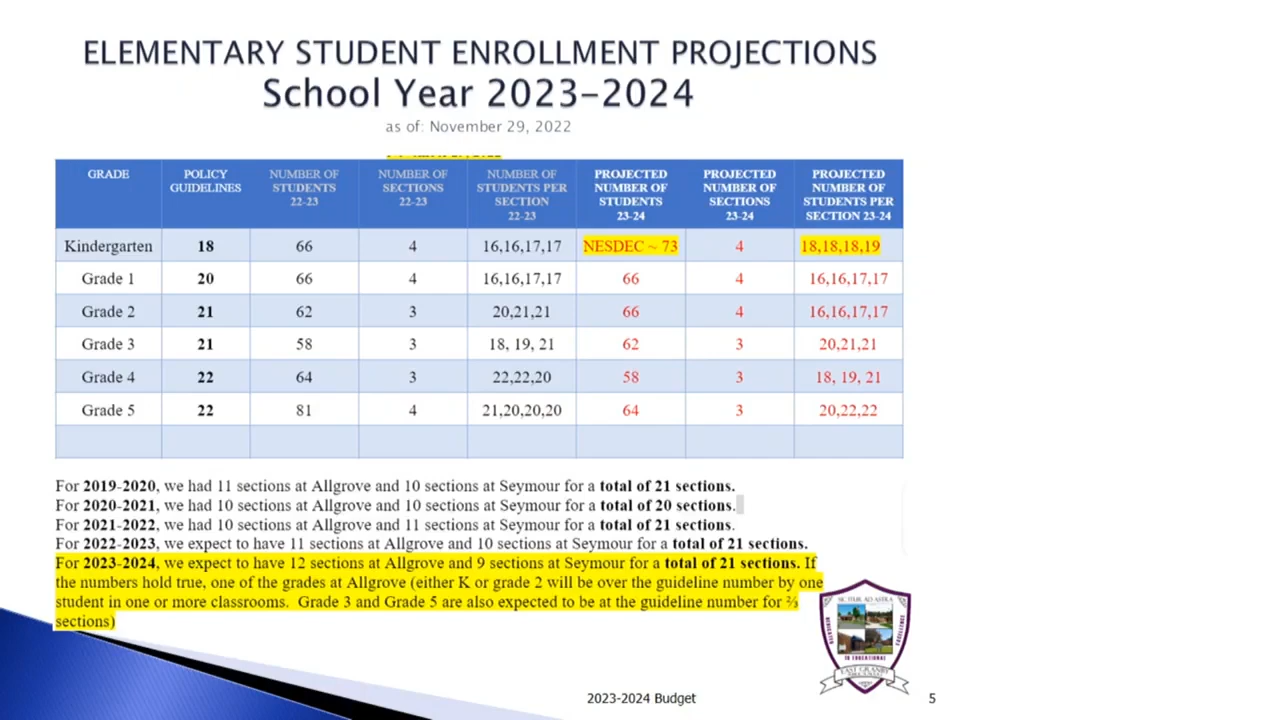 ELEMENTARY STUDENT ENROLLMENT PROJECTIONS
School Year 2023-2024
as of: November 29, 2022
GRADE POLICY GUIDELINES NUMBER OF STUDENTS 22-23 NUMBER OF SECTIONS 22-23 NUMBER OF STUDENTS PER SECTION 22-23 PROJECTED NUMBER OF STUDENTS 23-24 PROJECTED NUMBER OF SECTIONS 23-24 PROJECTED NUMBER OF STUDENTS PER SECTION 23-24
Kindergarten 18 66 4 16,16,17,17 NESDEC ~ 73 4 18,18,18,19
Grade 1 20 66 4 16,16,17,17 66 4 16,16,17,17
Grade 2 21 62 3 20,21,21 66 4 16,16,17,17
Grade 3 21 58 3 18, 19, 21 62 3 20,21,21
Grade 4 22 64 3 22,22,20 58 3 18, 19, 21
Grade 5 22 81 4 21,20,20,20 64 3 20,22,22
For 2019-2020, we had 11 sections at Allgrove and 10 sections at Seymour for a total of 21 sections.
For 2020-2021, we had 10 sections at Allgrove and 10 sections at Seymour for a total of 20 sections.
For 2021-2022, we had 10 sections at Allgrove and 11 sections at Seymour for a total of 21 sections.
For 2022-2023, we expect to have 11 sections at Allgrove and 10 sections at Seymour for a total of 21 sections.
For 2023-2024, we expect to have 12 sections at Allgrove and 9 sections at Seymour for a total of 21 sections. If
the numbers hold true, one of the grades at Allgrove (either K or grade 2 will be over the guideline number by one
student in one or more classrooms.  Grade 3 and Grade 5 are also expected to be at the guideline number for ⅔
sections)
SIC ITUR AD ASTRA
DEDICATED
EXCELLENCE
TO EDUCATIONAL
EAST GRANBY
2023-2024 Budget
5